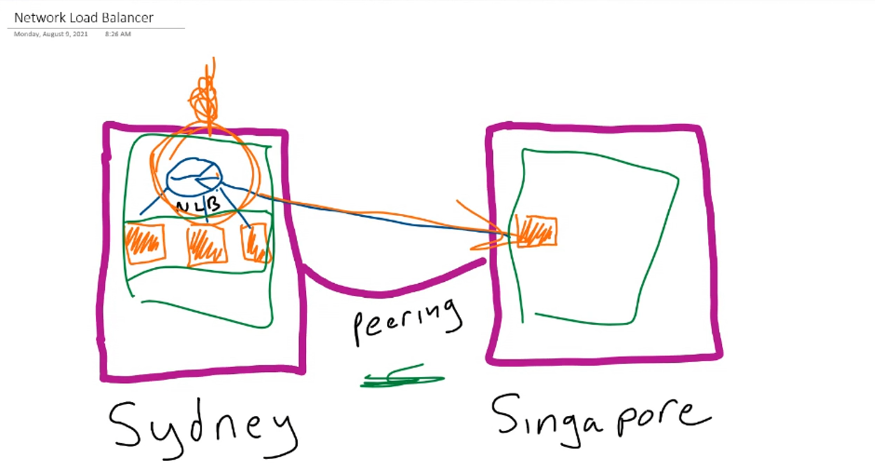 Network Load Balancer
Monday, August 9, 2021 8:26 AM
NLB
Peering
Sydney
Singapore